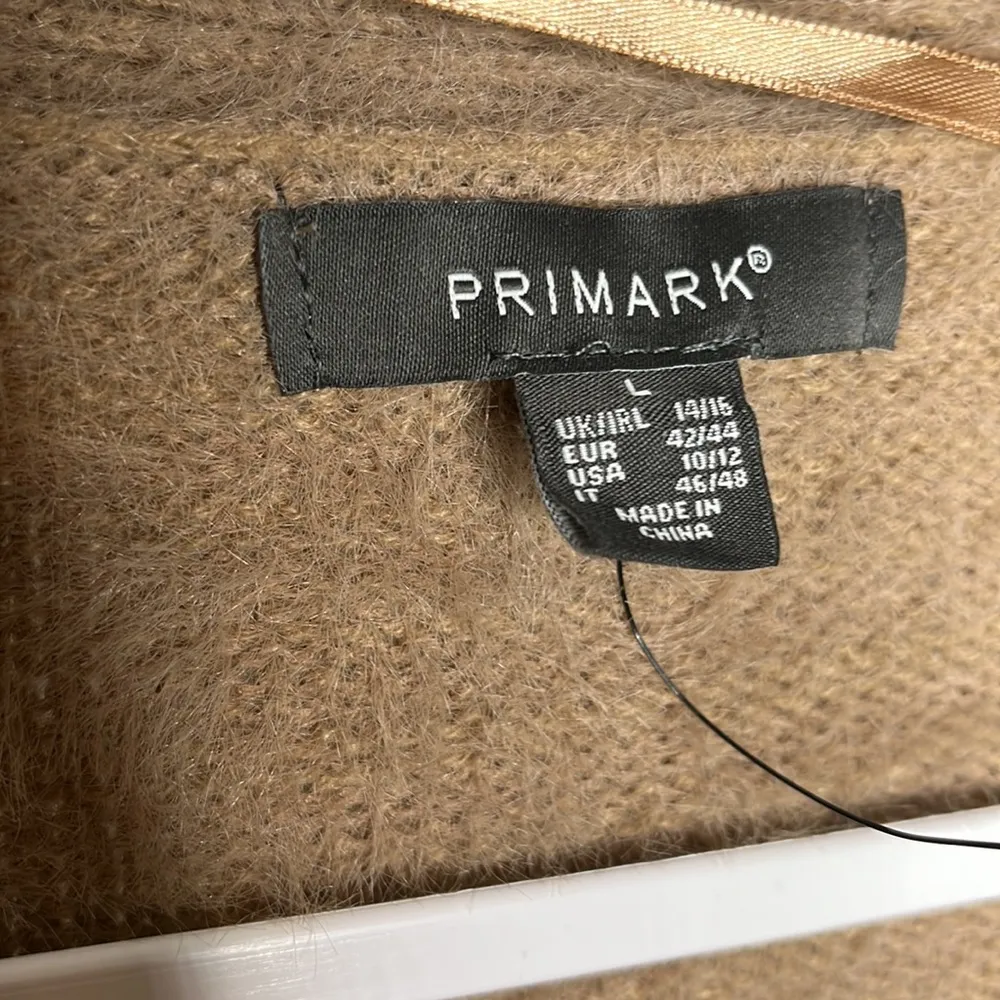 PRIMARK®
L
UK/IRL 14/16
EUR 42/44
USA 10/12
IT 46/48
MADE IN
CHINA